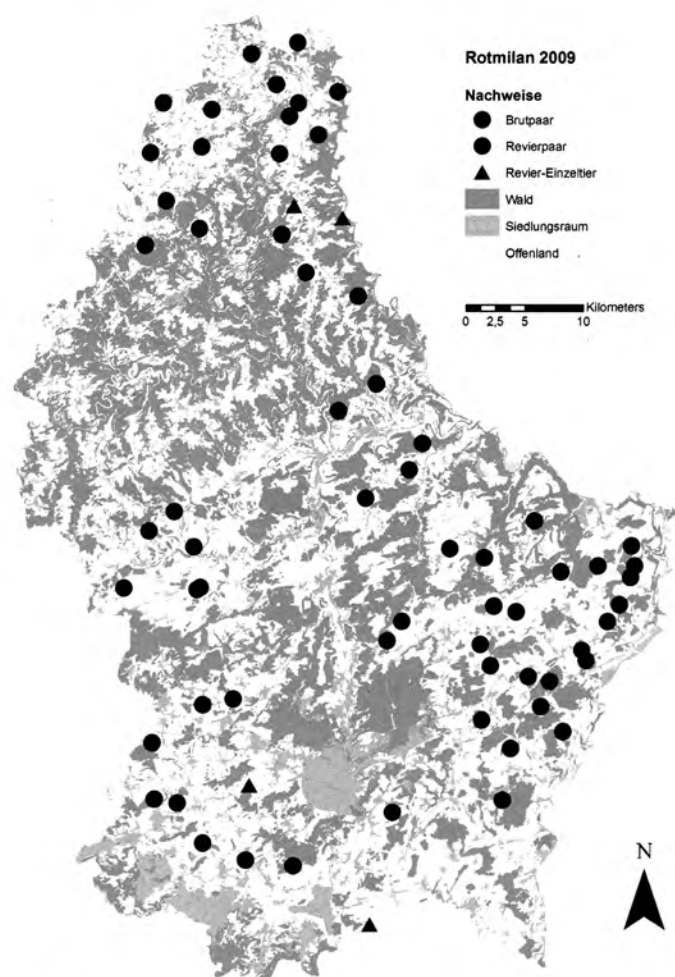 Rotmilan 2009
Nachweise
Brutpaar
Revierpaar
Revier-Einzeltier
Wald
Siedlungsraum
Offenland
Kilometers
0 2,5 5 10
N